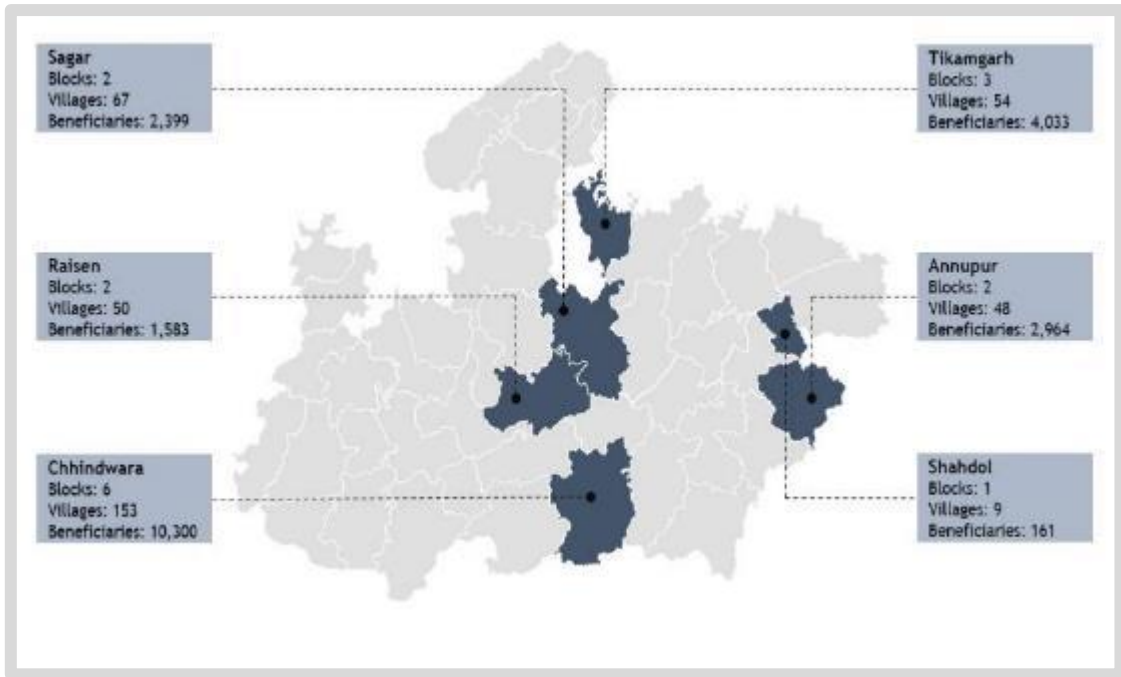 Sagar
Blocks: 2
Villages: 67
Beneficiaries: 2,399
Tikamgarh
Blocks: 3
Villages: 54
Beneficiaries: 4,033
Raisen
Blocks: 2
Villages: 50
Beneficiaries: 1,583
Annupur
Blocks: 2
Villages: 48
Beneficiaries: 2,964
Chhindwara
Blocks: 6
Villages: 153
Beneficiaries: 10,300
Shahdol
Blocks: 1
Villages: 9
Beneficiaries: 161